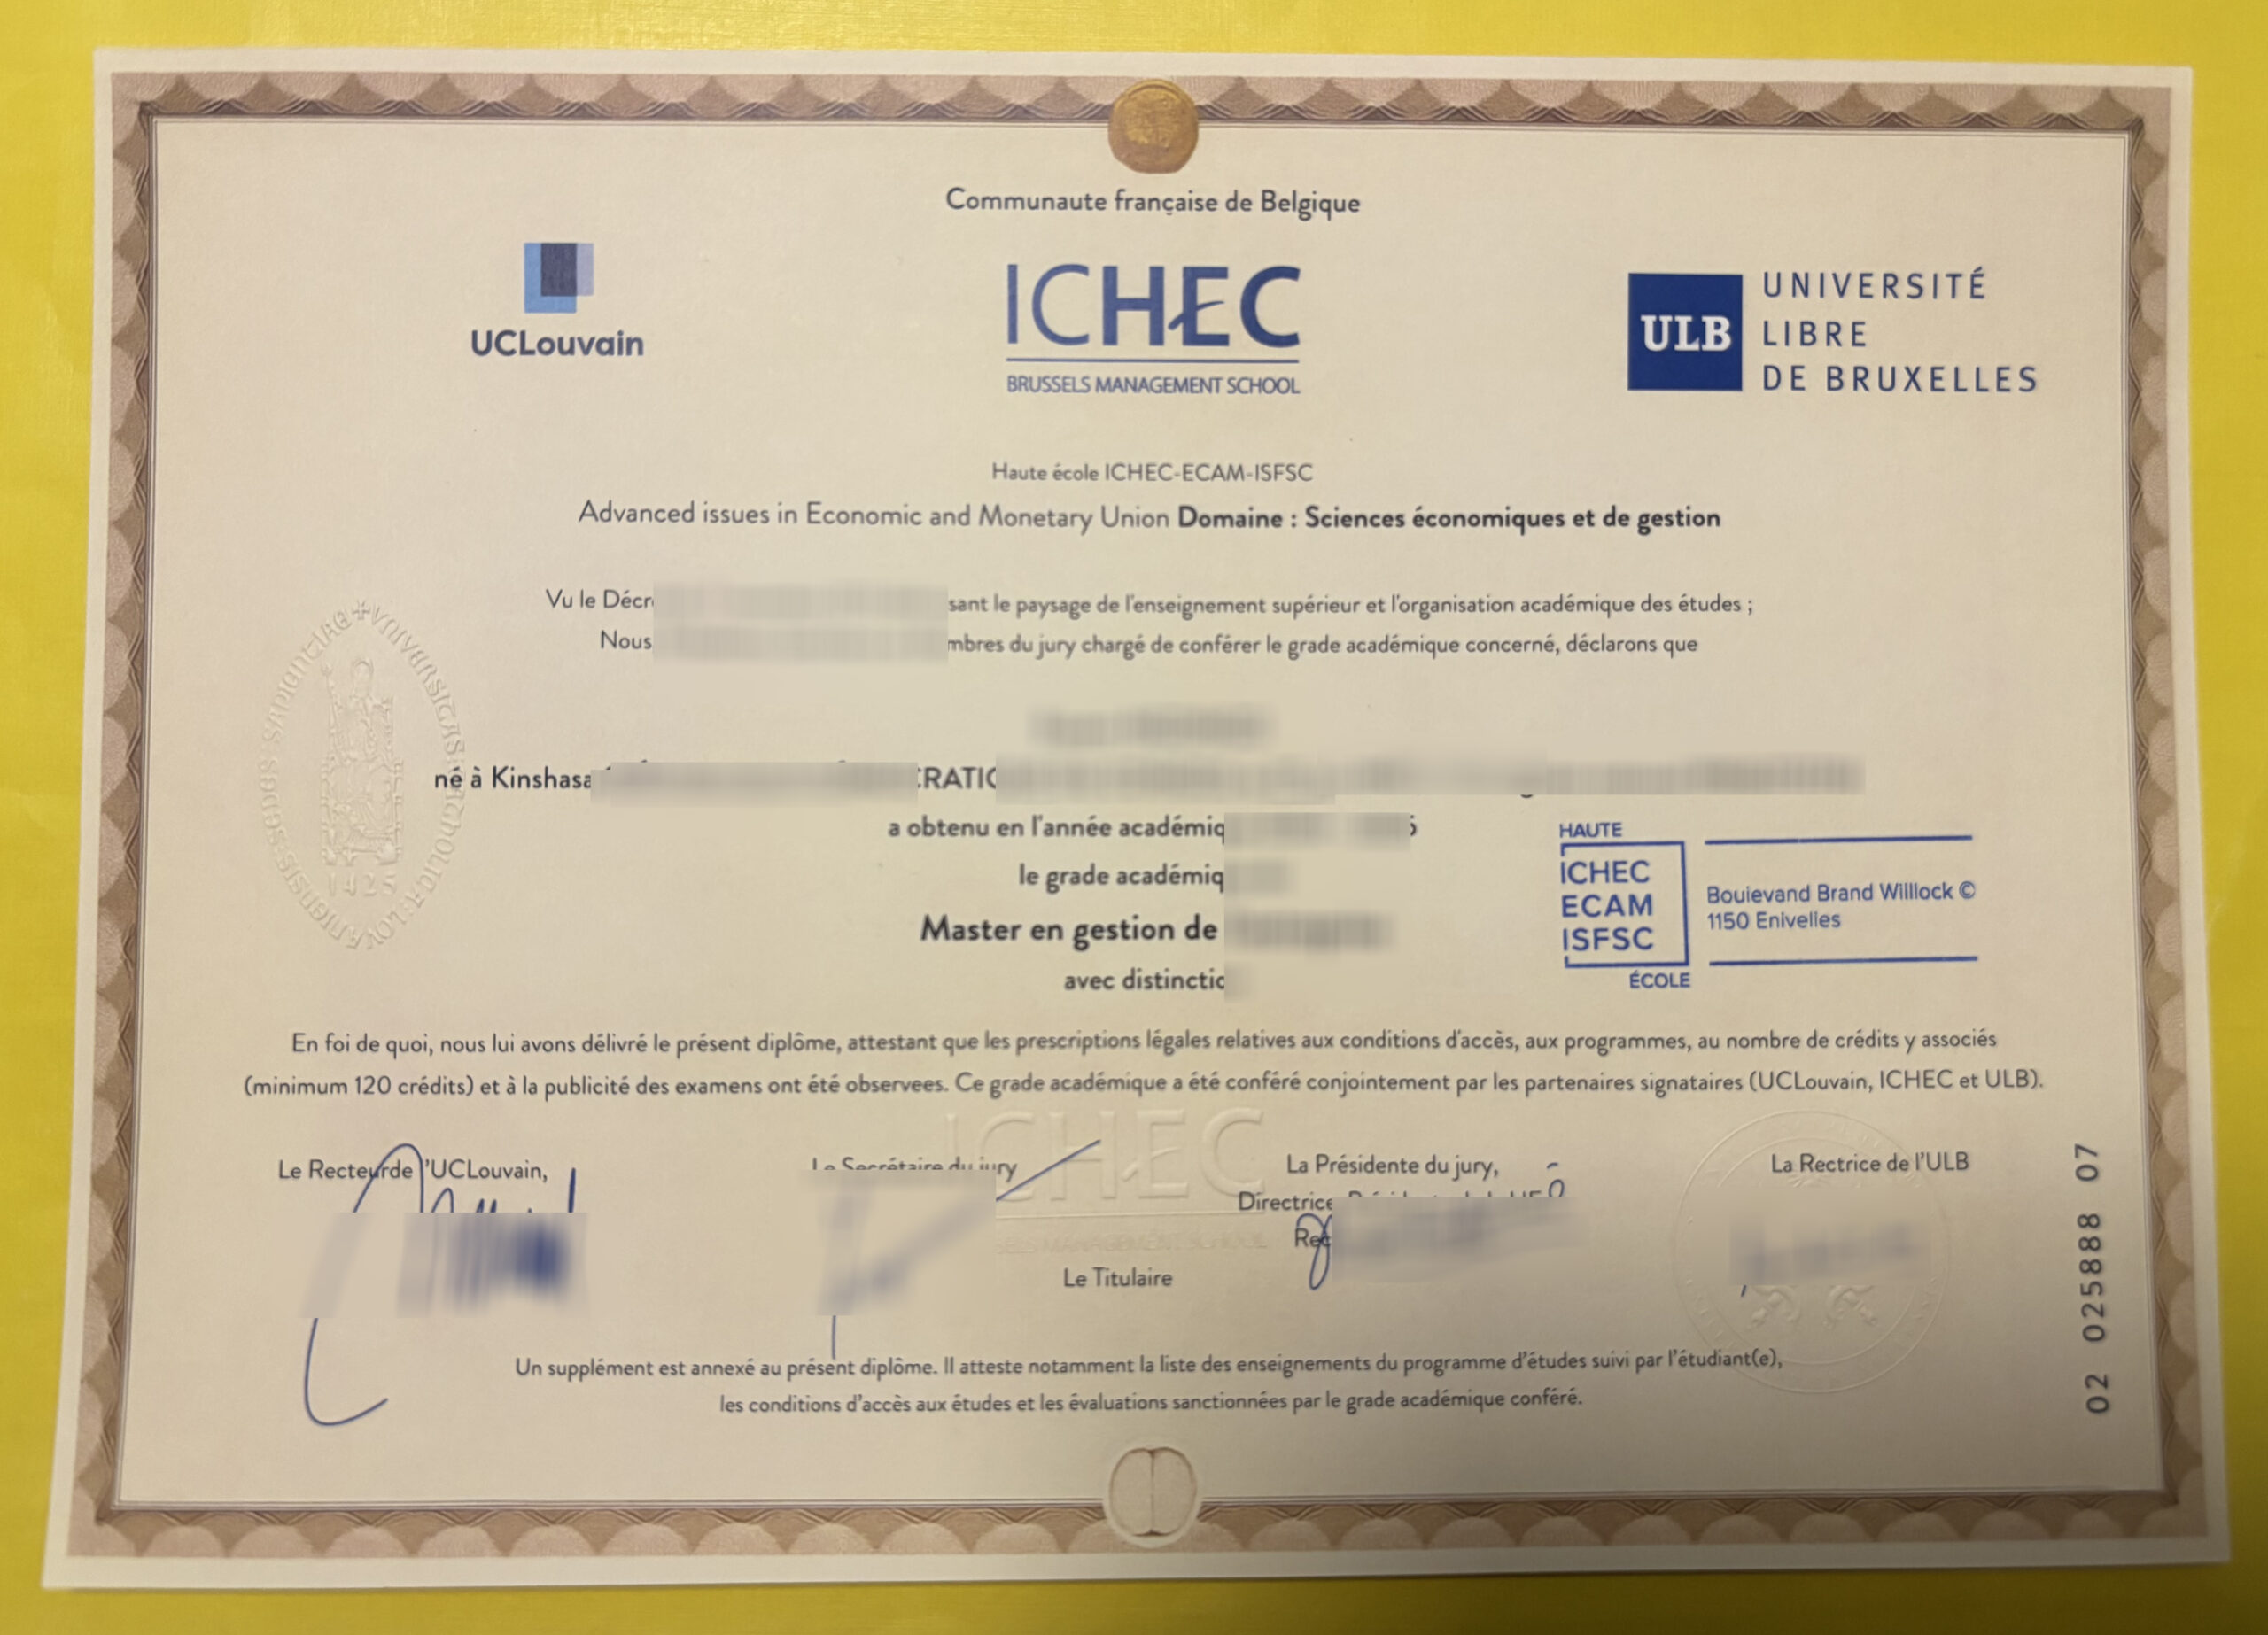 Communaute française de Belgique
UCLouvain
ICHEC
BRUSSELS MANAGEMENT SCHOOL
ULB
UNIVERSITÉ
LIBRE
DE BRUXELLES
Haute école ICHEC-ECAM-ISFSC
Advanced issues in Economic and Monetary Union Domaine : Sciences économiques et de gestion
Vu le sant le paysage de l'enseignement supérieur et l'organisation académique des études ;
Nous mbres du jury chargé de conférer le grade académique concerné, déclarons que
né à Kinshasa
a obtenu en l'année
le grade
Master en gestion de
avec
HAUTE
ICHEC
ECAM
ISFSC
ÉCOLE
Bouievand Brand Willlock ©
1150 Enivelles
1425
En foi de quoi, nous lui avons délivré le présent diplôme, attestant que les prescriptions légales relatives aux conditions d'accès, aux programmes, au nombre de crédits y associés
(minimum 120 crédits) et à la publicité des examens ont été observees. Ce grade académique a été conféré conjointement par les partenaires signataires (UCLouvain, ICHEC et ULB).
ICHEC
Le Recteurde l'UCLouvain,
Le Secrétaire du jury
La Présidente du jury,
Directrice
La Rectrice de l'ULB
Le Titulaire
Un supplément est annexé au présent diplôme. Il atteste notamment la liste des enseignements du programme d'études suivi par l'étudiant(e),
les conditions d'accès aux études et les évaluations sanctionnées par le grade académique conféré.
02 025888 07